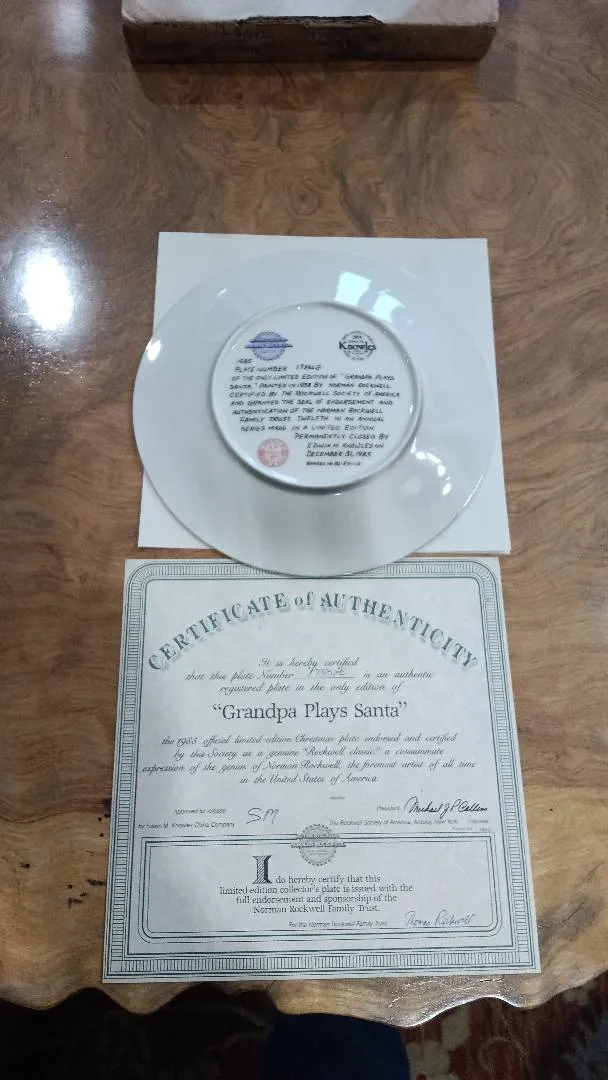 Knowles
1985
PLATE NUMBER
OF THE ONLY LIMITED EDITION OF "GRANDPA PLAYS
SANTA," PAINTED IN 1938 BY NORMAN ROCKWELL
CERTIFIED BY THE ROCKWELL SOCIETY OF AMERICA
AND GRANTED THE SEAL OF ENDORSEMENT AND
AUTHENTICATION OF THE NORMAN ROCKWELL
FAMILY TRUST. TWELFTH IN AN ANNUAL
SERIES MADE IN A LIMITED EDITION
PERMANENTLY CLOSED BY
EDWIN M. KNOWLES ON
DECEMBER 31, 1985
CERTIFICATE of AUTHENTICITY
It is hereby certified
that this plate Number is an authentic
registered plate in the only edition of
"Grandpa Plays Santa"
the 1985 official limited-edition Christmas plate endorsed and certified
by this Society as a genuine "Rockwell classic," a consummate
expression of the genius of Norman Rockwell, the foremost artist of all time
in the United States of America.
Approved for release SM President Michael J.P. Collins
for Edwin M. Knowles China Company The Rockwell Society of America, Ardsley, New York
I do hereby certify that this
limited-edition collector's plate is issued with the
full endorsement and sponsorship of the
Norman Rockwell Family Trust.
For the Norman Rockwell Family Trust Thomas Rockwell